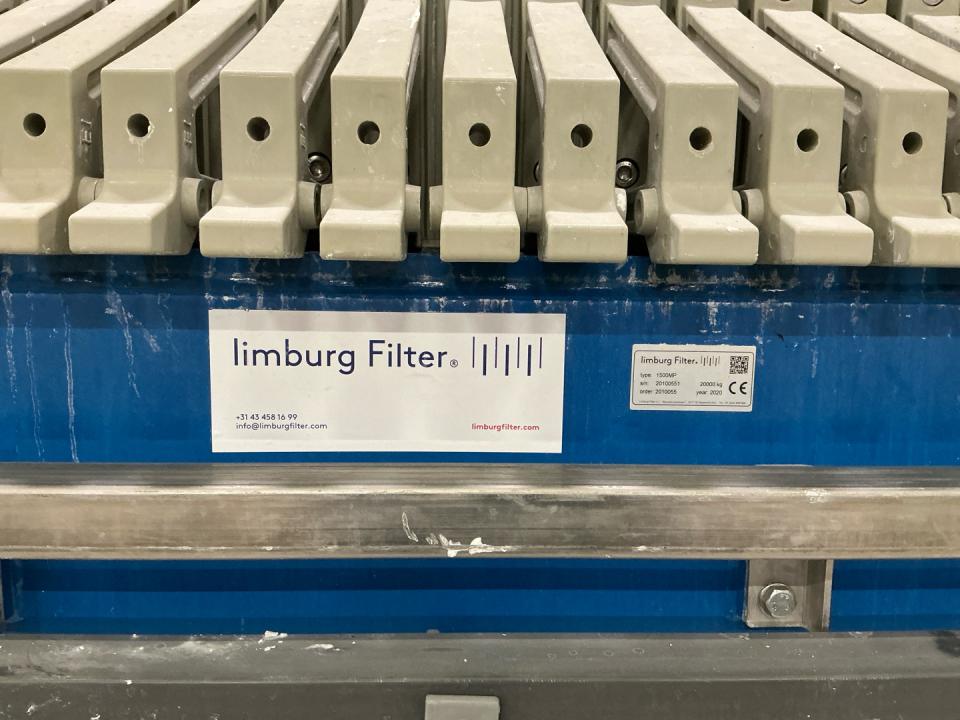 limburg Filter®
+31 43 458 16 99
info@limburgfilter.com
limburgfilter.com
limburg Filter®
type: 1500MP
s/n: 20100551
20000 kg
order: 2010055
year: 2020
CE